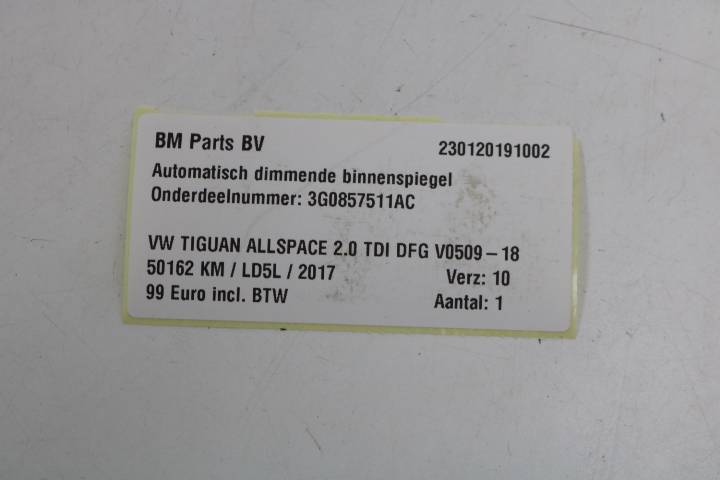 BM Parts BV 230120191002
Automatisch dimmende binnenspiegel
Onderdeelnummer: 3G0857511AC
VW TIGUAN ALLSPACE 2.0 TDI DFG V0509-18
50162 KM / LD5L / 2017 Verz: 10
99 Euro incl. BTW Aantal: 1